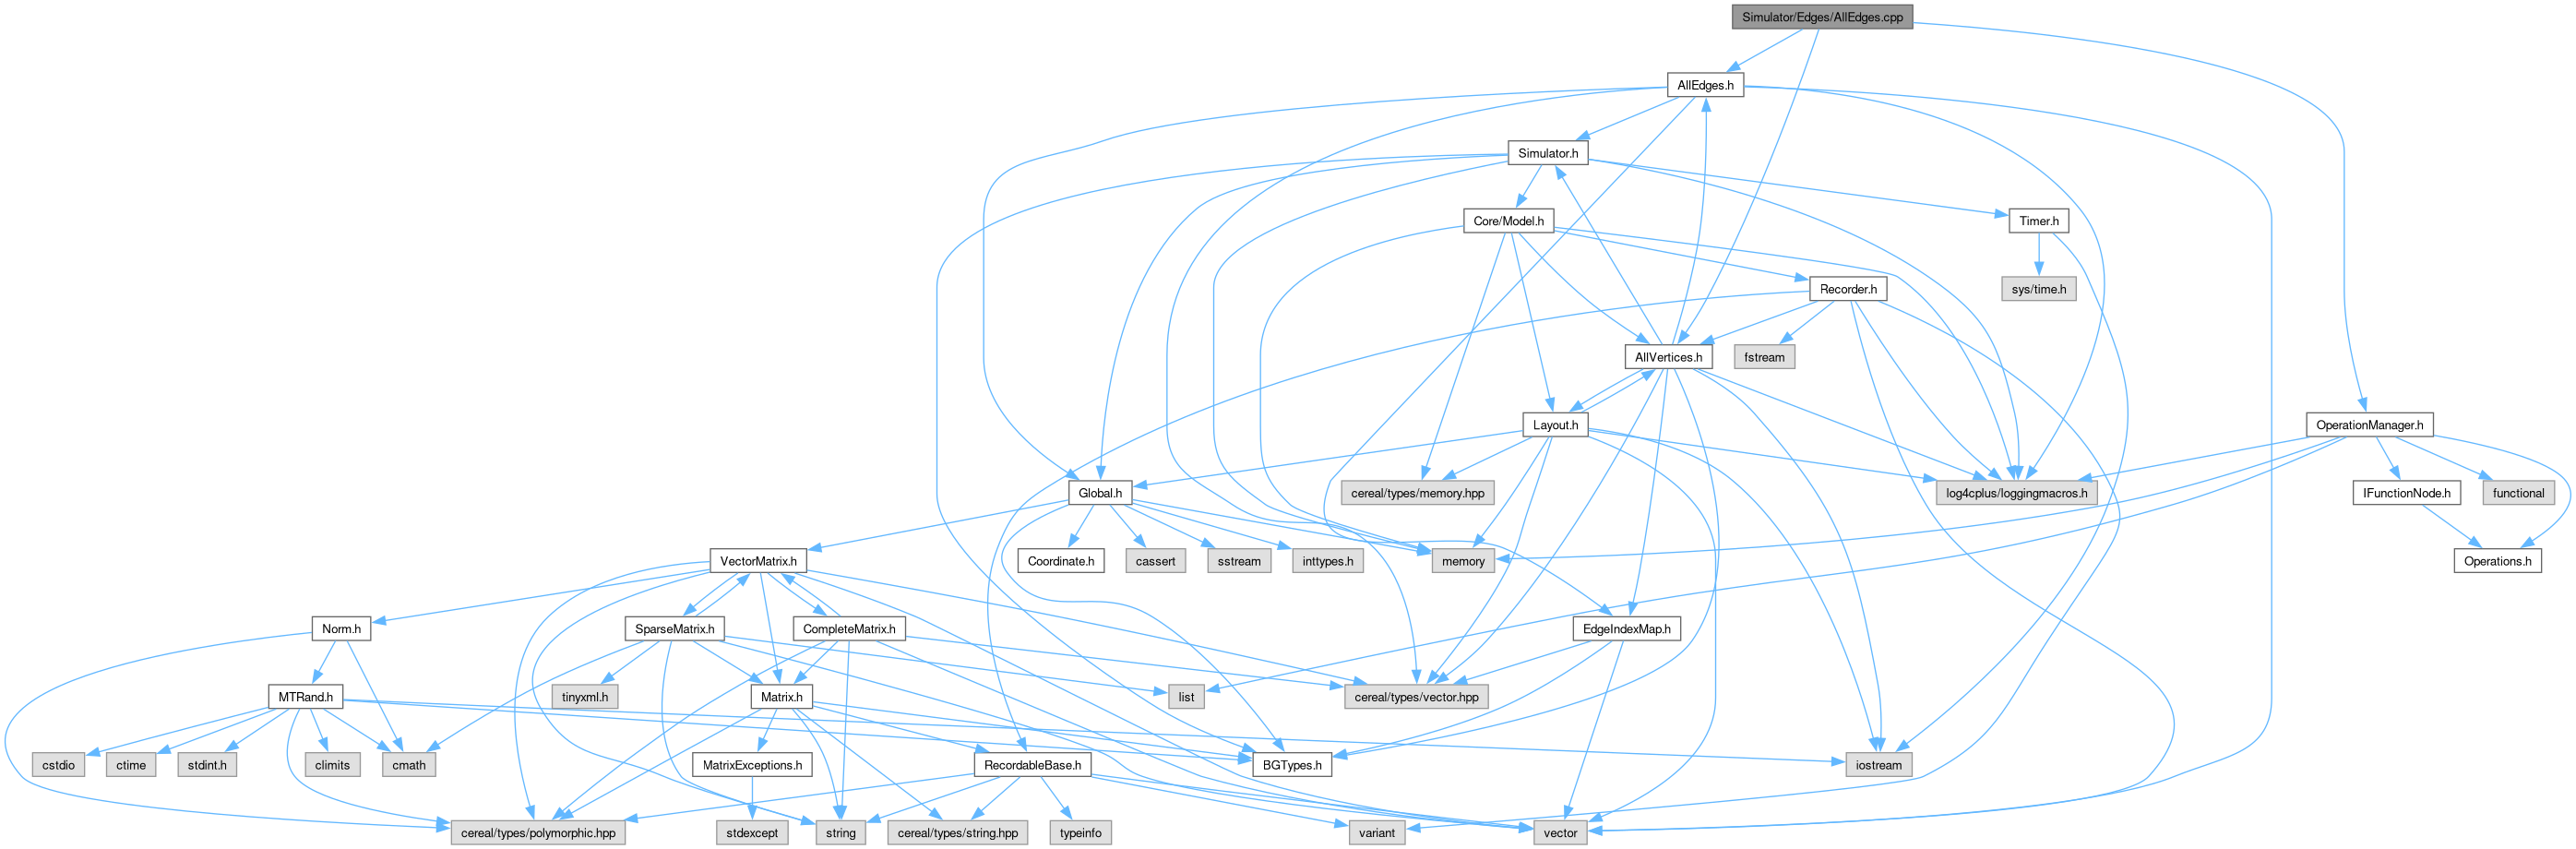 Simulator/Edges/AllEdges.cpp
AllEdges.h
Simulator.h
Core/Model.h
Timer.h
Recorder.h
sys/time.h
AllVertices.h
fstream
Layout.h
OperationManager.h
Global.h
cereal/types/memory.hpp
log4cplus/loggingmacros.h
IFunctionNode.h
functional
VectorMatrix.h
Coordinate.h
cassert
sstream
inttypes.h
memory
Operations.h
Norm.h
SparseMatrix.h
CompleteMatrix.h
EdgeIndexMap.h
MTRand.h
tinyxml.h
Matrix.h
list
cereal/types/vector.hpp
cstdio
ctime
stdint.h
climits
cmath
MatrixExceptions.h
RecordableBase.h
BGTypes.h
iostream
cereal/types/polymorphic.hpp
stdexcept
string
cereal/types/string.hpp
typeinfo
variant
vector